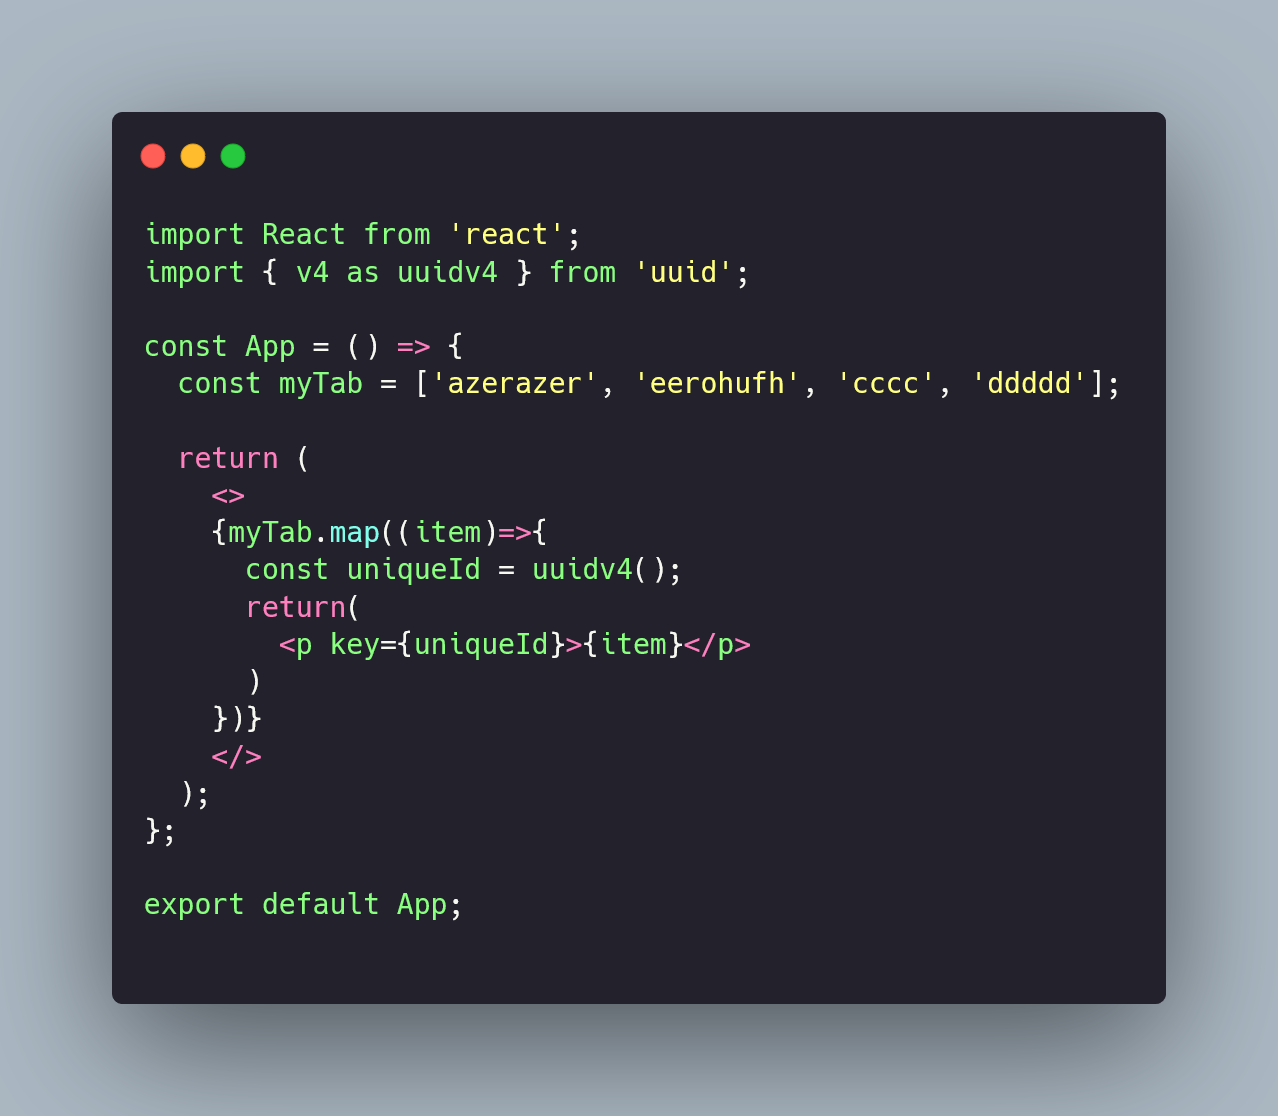 import React from 'react';
import { v4 as uuidv4 } from 'uuid';
const App = () => {
const myTab = ['azerazer', 'eerohufh', 'cccc', 'ddddd'];
return (
<>
{myTab.map((item)=>{
const uniqueId = uuidv4();
return(
<p key={uniqueId}>{item}</p>
)
})}
</>
);
};
export default App;